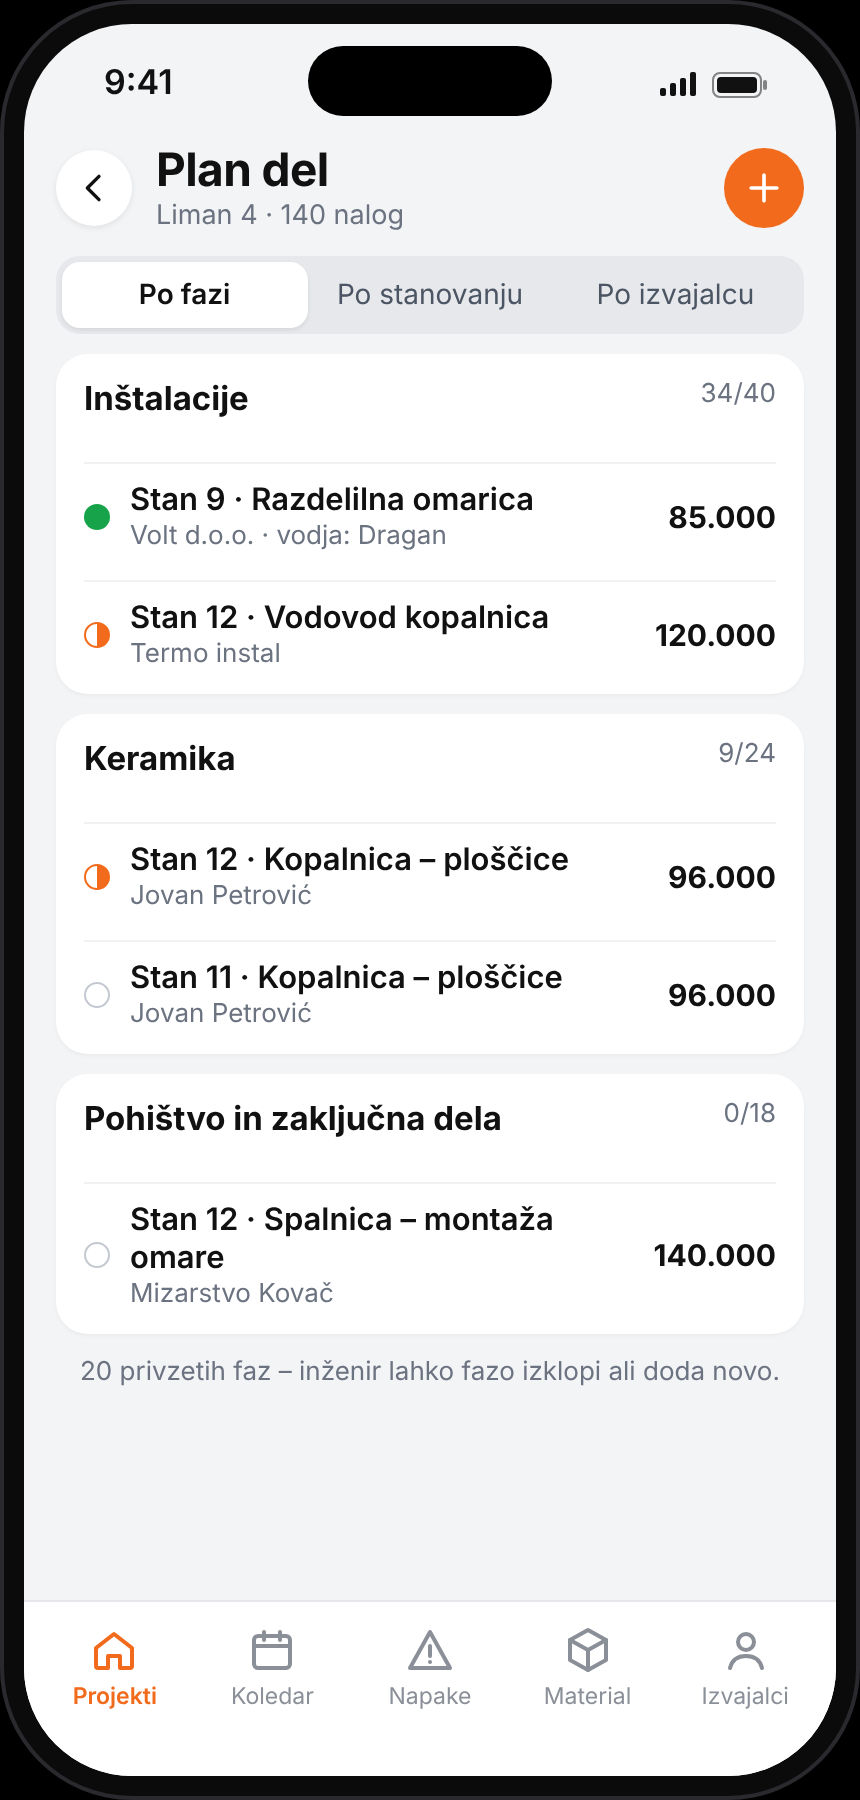 9:41
Plan del
Liman 4 · 140 nalog
Po fazi
Po stanovanju
Po izvajalcu
Inštalacije
34/40
Stan 9 · Razdelilna omarica
Volt d.o.o. · vodja: Dragan
85.000
Stan 12 · Vodovod kopalnica
Termo instal
120.000
Keramika
9/24
Stan 12 · Kopalnica – ploščice
Jovan Petrović
96.000
Stan 11 · Kopalnica – ploščice
Jovan Petrović
96.000
Pohištvo in zaključna dela
0/18
Stan 12 · Spalnica – montaža
omare
Mizarstvo Kovač
140.000
20 privzetih faz – inženir lahko fazo izklopi ali doda novo.
Projekti
Koledar
Napake
Material
Izvajalci